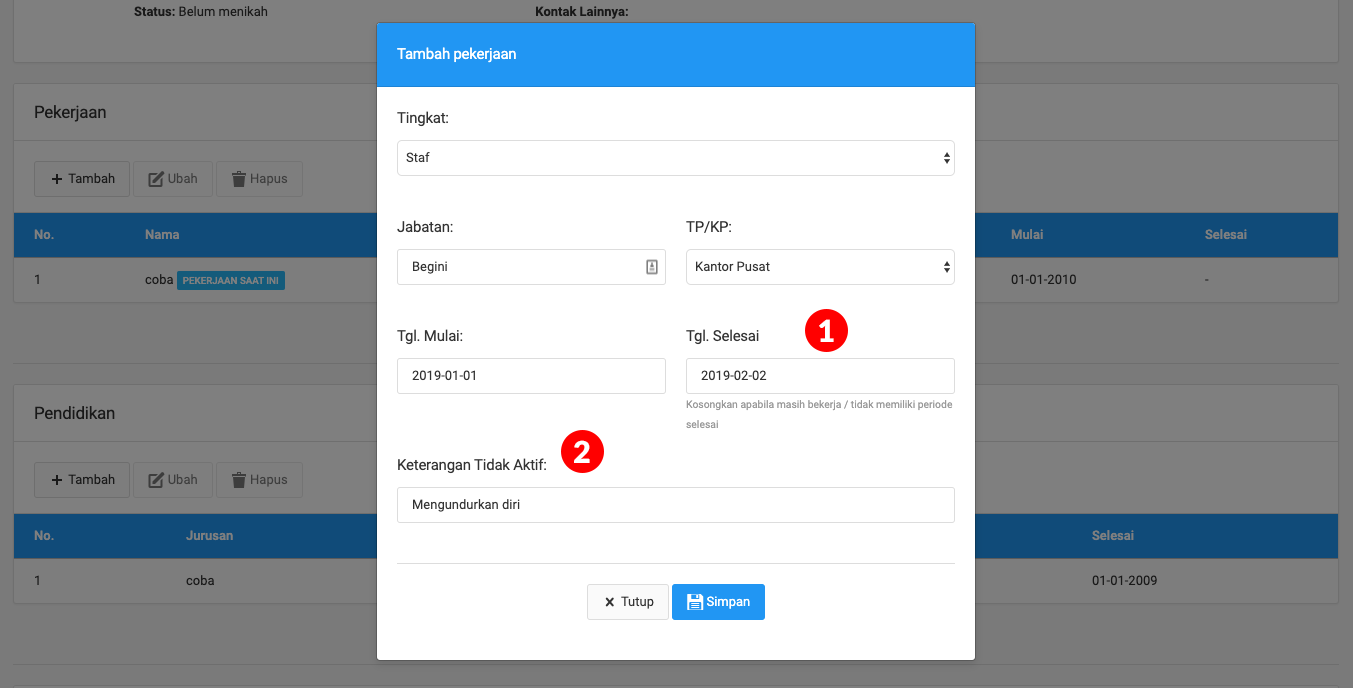 Status: Belum menikah
Kontak Lainnya:
Tambah pekerjaan
Pekerjaan
Tambah Ubah Hapus
No. Nama Mulai Selesai
1 coba PEKERJAAN SAAT INI 01-01-2010 -
Tingkat:
Staf
Jabatan: TP/KP:
Begini Kantor Pusat
Tgl. Mulai: Tgl. Selesai 1
2019-01-01 2019-02-02
Kosongkan apabila masih bekerja / tidak memiliki periode
selesai
Keterangan Tidak Aktif: 2
Mengundurkan diri
Tutup Simpan
Pendidikan
Tambah Ubah Hapus
No. Jurusan Selesai
1 coba 01-01-2009